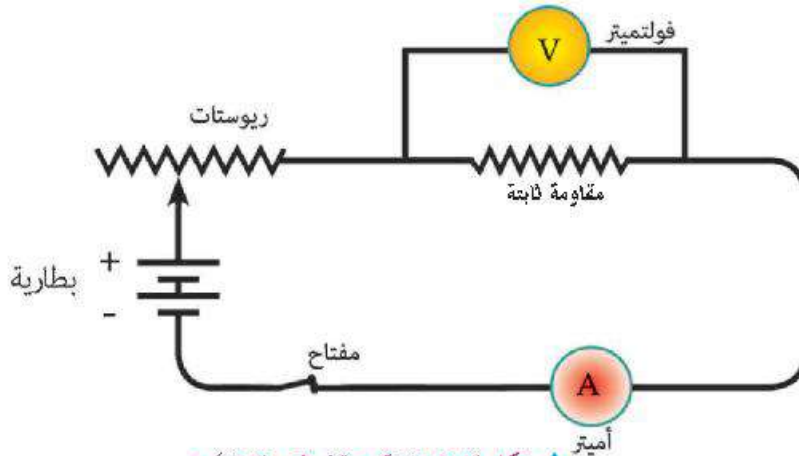 فولتميتر
V
ريوستات
مقاومة ثابتة
+
بطارية
-
مفتاح
A
أميتر